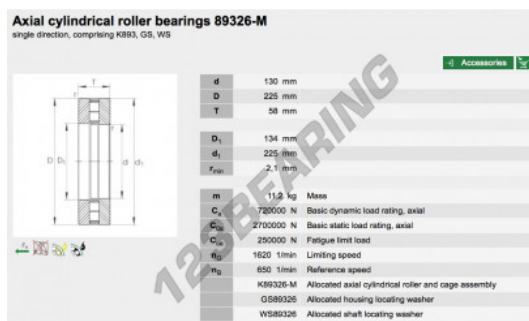 Axial cylindrical roller bearings 89326-M
single direction, comprising K893, GS, WS
Accessories
d 130 mm
D 225 mm
T 58 mm
D1 134 mm
d1 225 mm
rmin 2,1 mm
m 11,2 kg Mass
Ca 720000 N Basic dynamic load rating, axial
C0a 2700000 N Basic static load rating, axial
Cua 250000 N Fatigue limit load
nG 1620 1/min Limiting speed
nB 650 1/min Reference speed
K89326-M Allocated axial cylindrical roller and cage assembly
GS89326 Allocated housing locating washer
WS89326 Allocated shaft locating washer
T
r
r
D D1 d d1
123BEARING